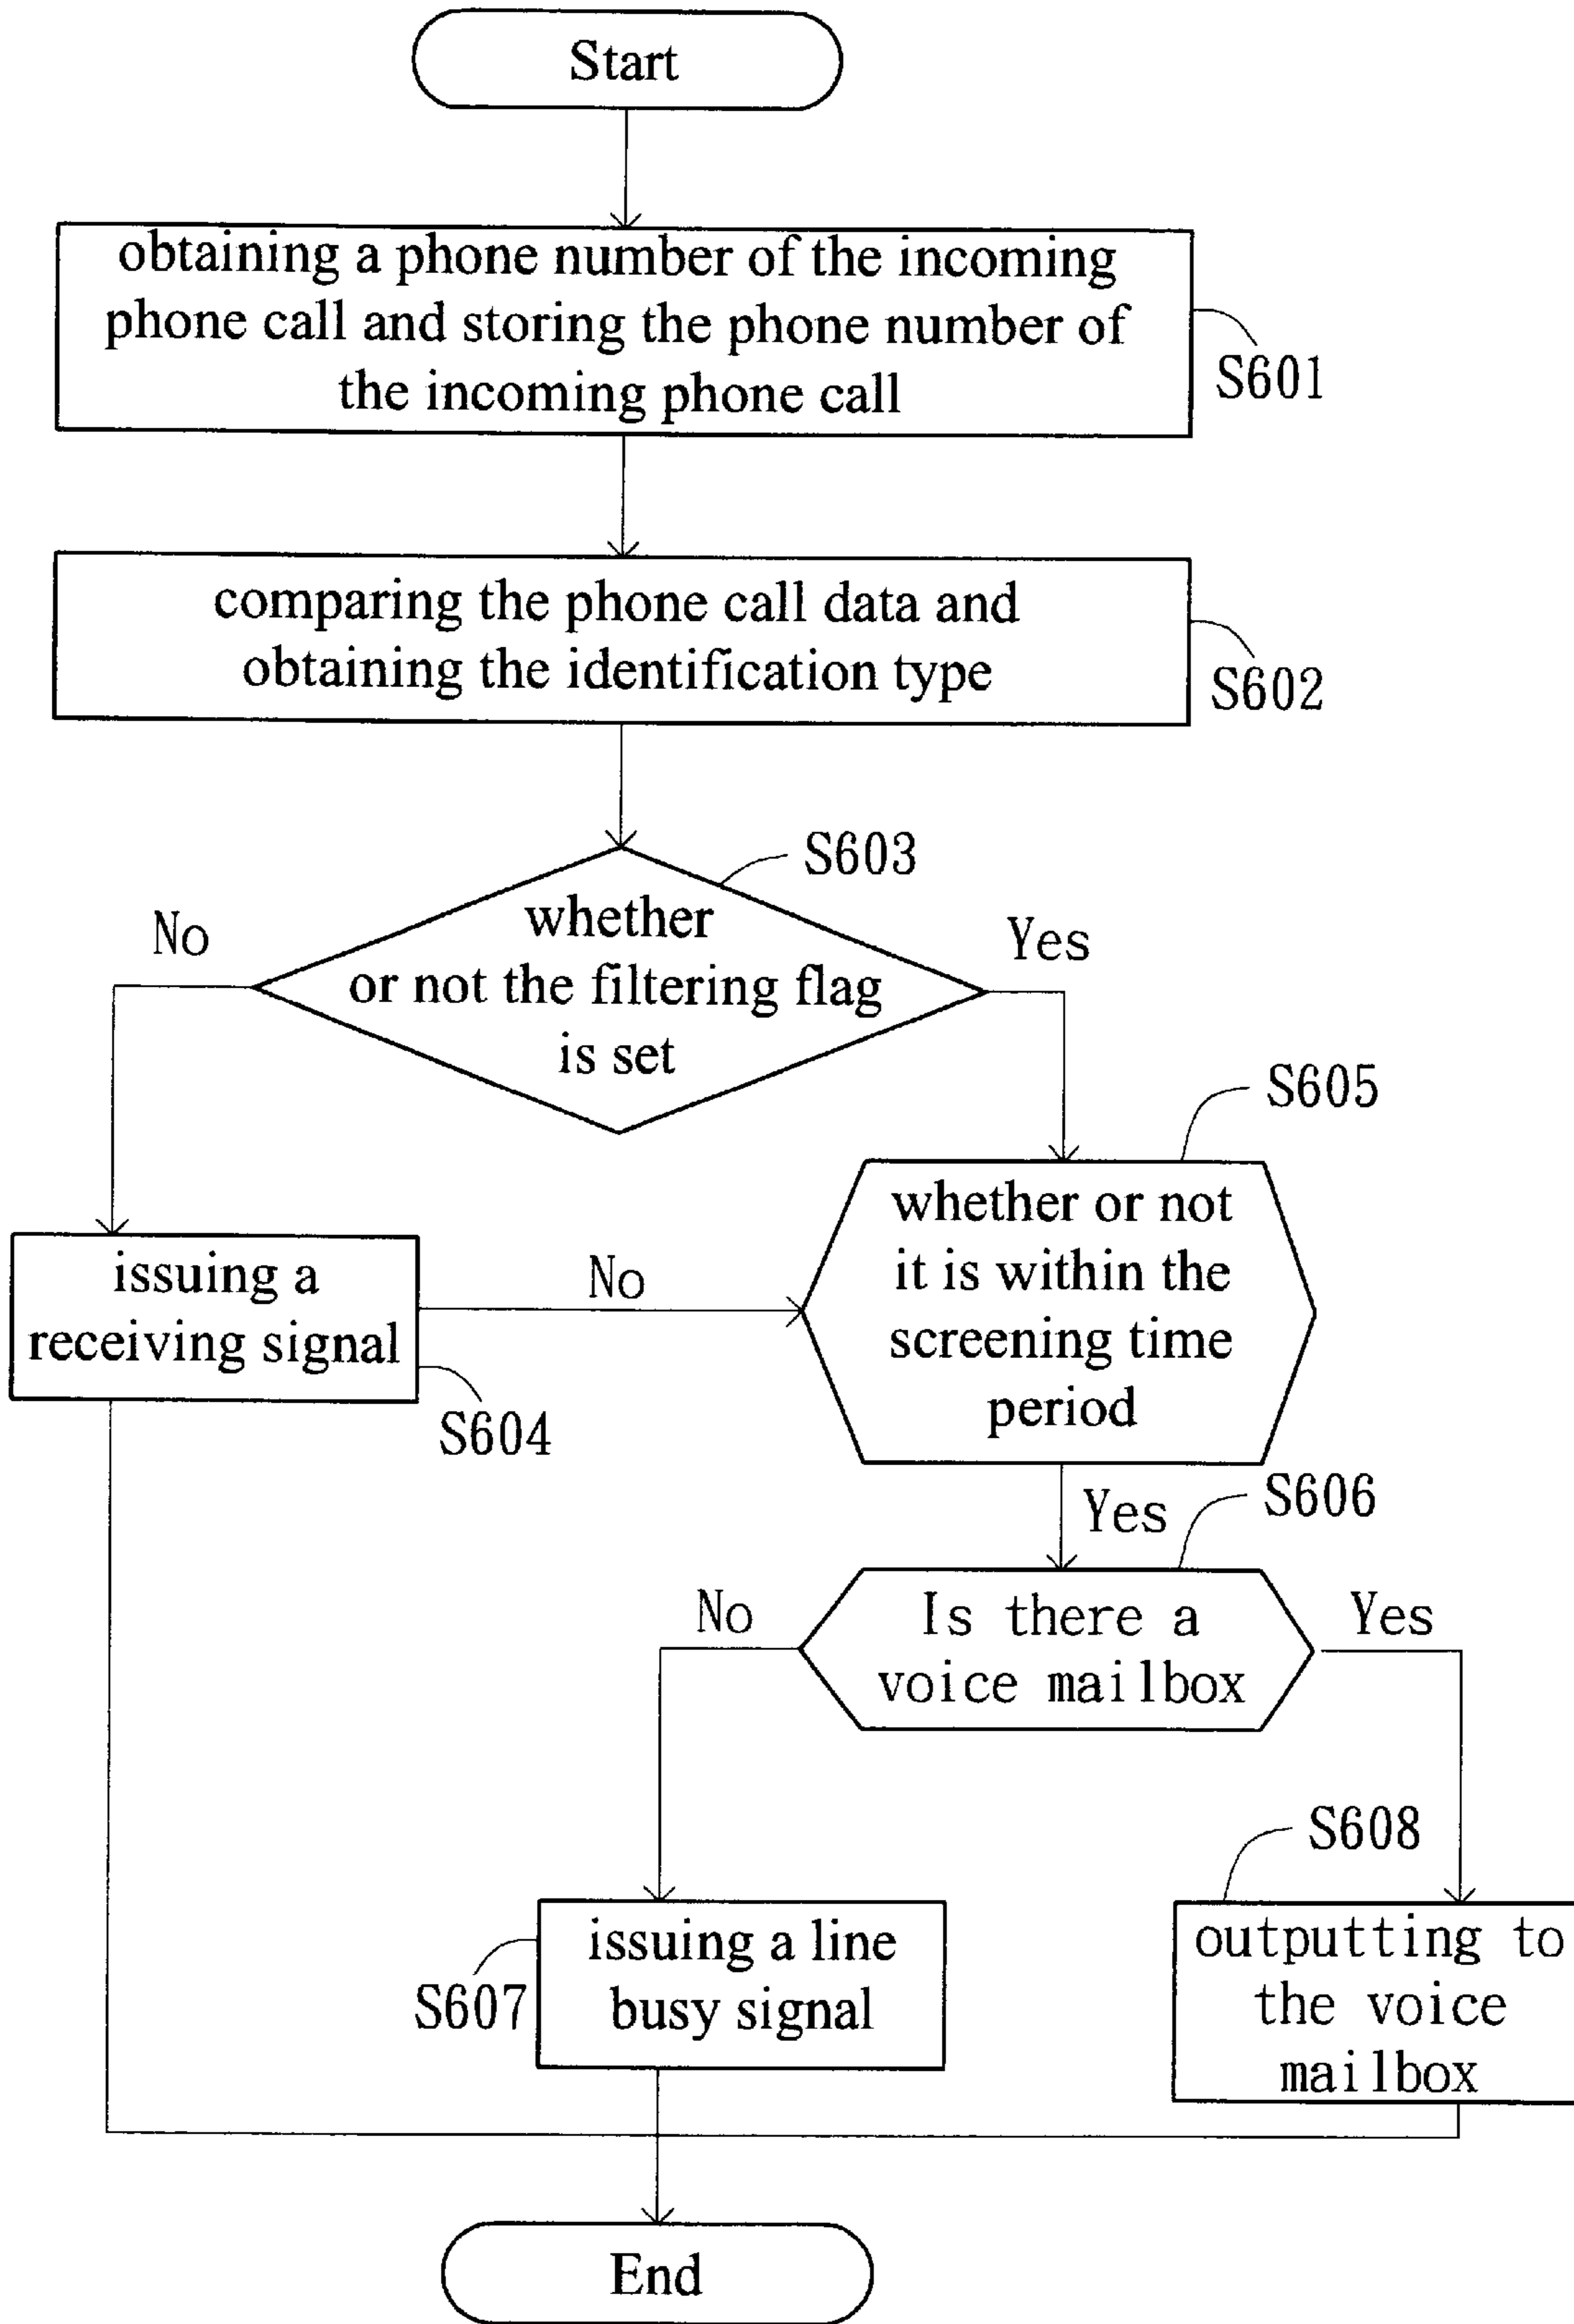 Start
obtaining a phone number of the incoming
phone call and storing the phone number of
the incoming phone call
S601
comparing the phone call data and
obtaining the identification type
S602
S603
No
whether
or not the filtering flag
is set
Yes
S605
issuing a
receiving signal
S604
No
whether or not
it is within the
screening time
period
Yes
S606
No
Is there a
voice mailbox
Yes
S608
issuing a line
busy signal
S607
outputting to
the voice
mailbox
End